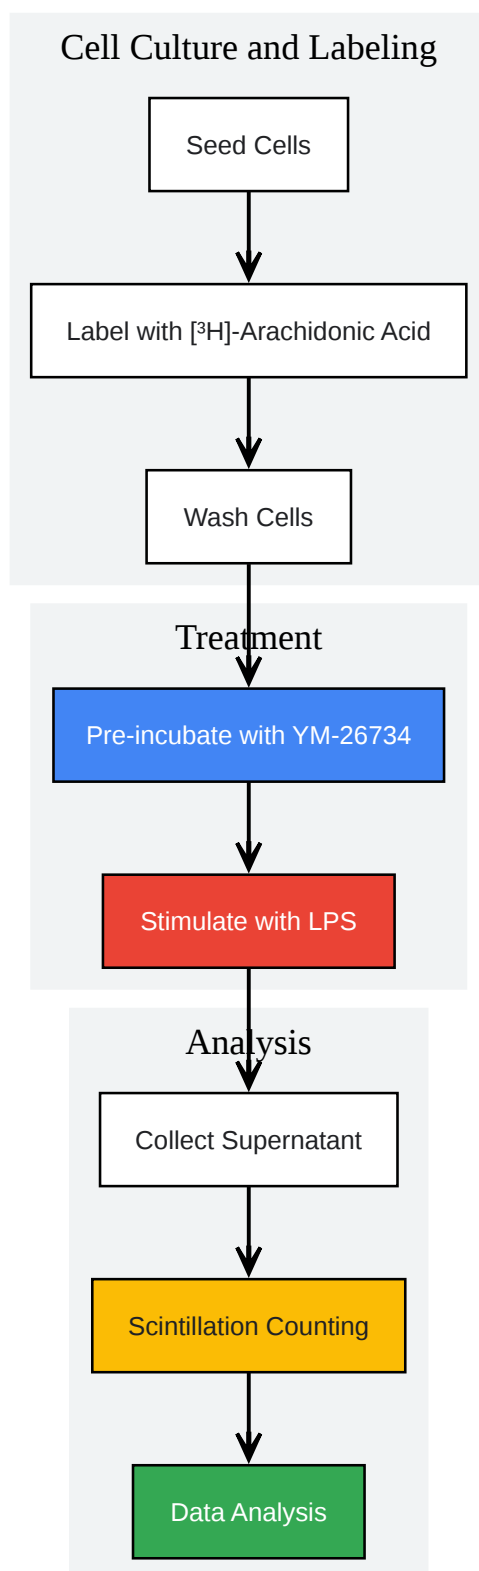 Cell Culture and Labeling
Seed Cells
Label with [³H]-Arachidonic Acid
Wash Cells
Treatment
Pre-incubate with YM-26734
Stimulate with LPS
Analysis
Collect Supernatant
Scintillation Counting
Data Analysis